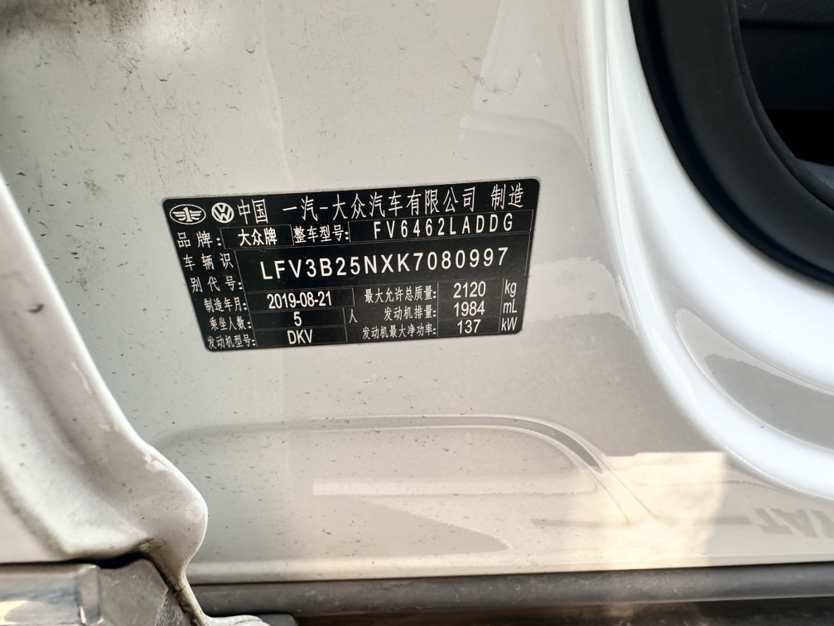 中国 一汽-大众汽车有限公司 制造
品牌: 大众牌 整车型号: FV6462LADDG
车辆识别代号: LFV3B25NXK7080997
制造年月: 2019-08-21 最大允许总质量: 2120 kg
乘坐人数: 5 人 发动机排量: 1984 mL
发动机型号: DKV 发动机最大净功率: 137 kW